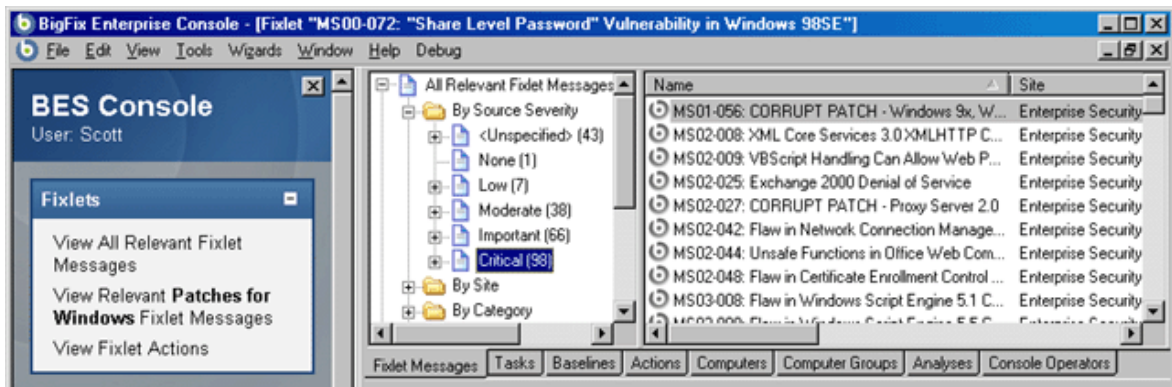 BigFix Enterprise Console - [Fixlet "MS00-072: "Share Level Password" Vulnerability in Windows 98SE"]
File Edit View Tools Wizards Window Help Debug
BES Console
User: Scott
Fixlets
View All Relevant Fixlet
Messages
View Relevant Patches for
Windows Fixlet Messages
View Fixlet Actions
All Relevant Fixlet Messages
By Source Severity
<Unspecified> (43)
None (1)
Low (7)
Moderate (38)
Important (66)
Critical (98)
By Site
By Category
Name Site
MS01-056: CORRUPT PATCH - Windows 9x, W... Enterprise Security
MS02-008: XML Core Services 3.0 XMLHTTP C... Enterprise Security
MS02-009: VBScript Handling Can Allow Web P... Enterprise Security
MS02-025: Exchange 2000 Denial of Service Enterprise Security
MS02-027: CORRUPT PATCH - Proxy Server 2.0 Enterprise Security
MS02-042: Flaw in Network Connection Manage... Enterprise Security
MS02-044: Unsafe Functions in Office Web Com... Enterprise Security
MS02-048: Flaw in Certificate Enrollment Control ... Enterprise Security
MS03-008: Flaw in Windows Script Engine 5.1 C... Enterprise Security
Fixlet Messages Tasks Baselines Actions Computers Computer Groups Analyses Console Operators